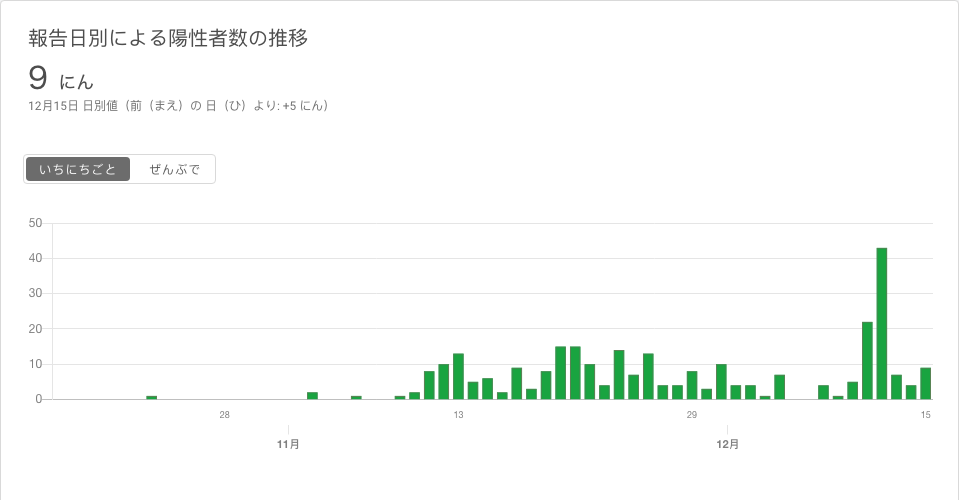 報告日別による陽性者数の推移
9 にん
12月15日 日別値（前（まえ）の 日（ひ）より: +5 にん）
いちにちごと ぜんぶで
50
40
30
20
10
0
28 13 29 15
11月 12月